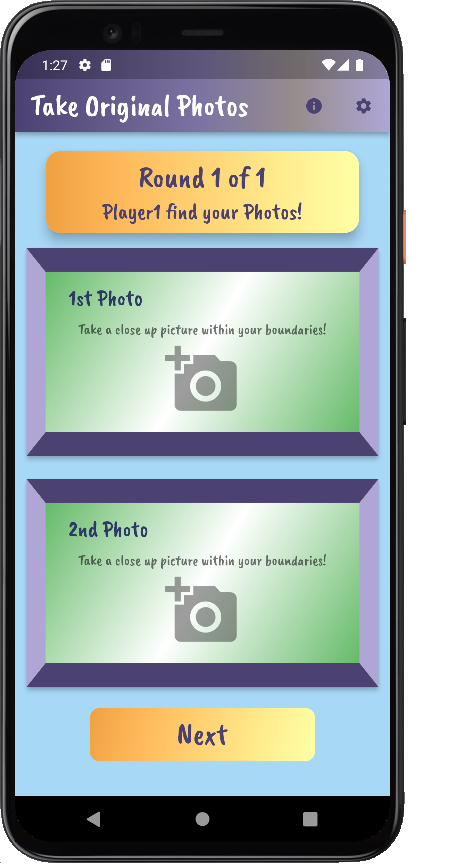 1:27
Take Original Photos
Round 1 of 1
Player1 find your Photos!
1st Photo
Take a close up picture within your boundaries!
2nd Photo
Take a close up picture within your boundaries!
Next